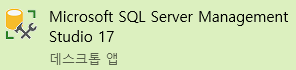 Microsoft SQL Server Management
Studio 17
데스크톱 앱